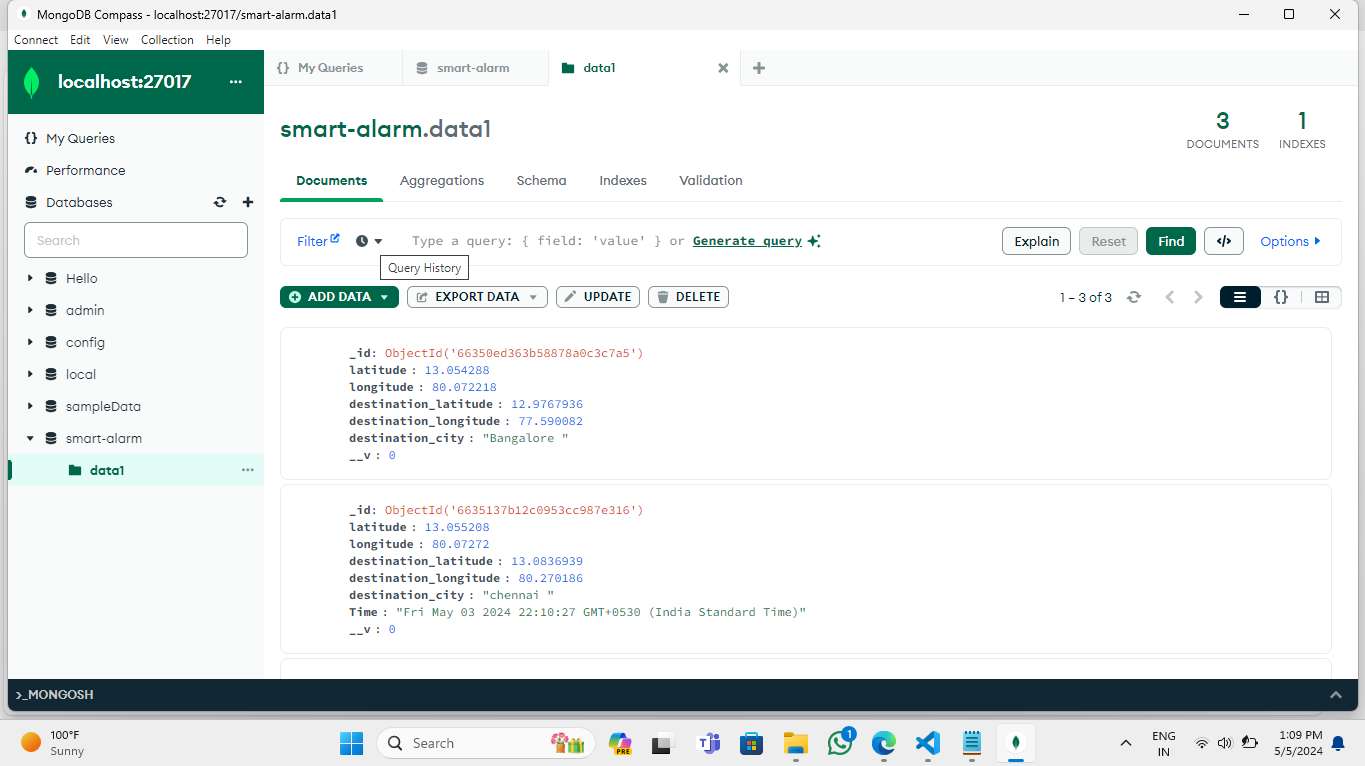 MongoDB Compass - localhost:27017/smart-alarm.data1
Connect Edit View Collection Help
localhost:27017 ...
{} My Queries
smart-alarm
data1
My Queries
Performance
Databases
Search
Hello
admin
config
local
sampleData
smart-alarm
data1
smart-alarm.data1
3
DOCUMENTS
1
INDEXES
Documents Aggregations Schema Indexes Validation
Filter Type a query: { field: 'value' } or Generate query Explain Reset Find </> Options
Query History
ADD DATA EXPORT DATA UPDATE DELETE 1 – 3 of 3 {}
_id: ObjectId('66350ed363b58878a0c3c7a5')
latitude : 13.054288
longitude : 80.072218
destination_latitude : 12.9767936
destination_longitude : 77.590082
destination_city : "Bangalore "
__v : 0
_id: ObjectId('6635137b12c0953cc987e316')
latitude : 13.055208
longitude : 80.07272
destination_latitude : 13.0836939
destination_longitude : 80.270186
destination_city : "chennai "
Time : "Fri May 03 2024 22:10:27 GMT+0530 (India Standard Time)"
__v : 0
>_MONGOSH
100°F
Sunny
Search
PRE
1
ENG
IN
1:09 PM
5/5/2024